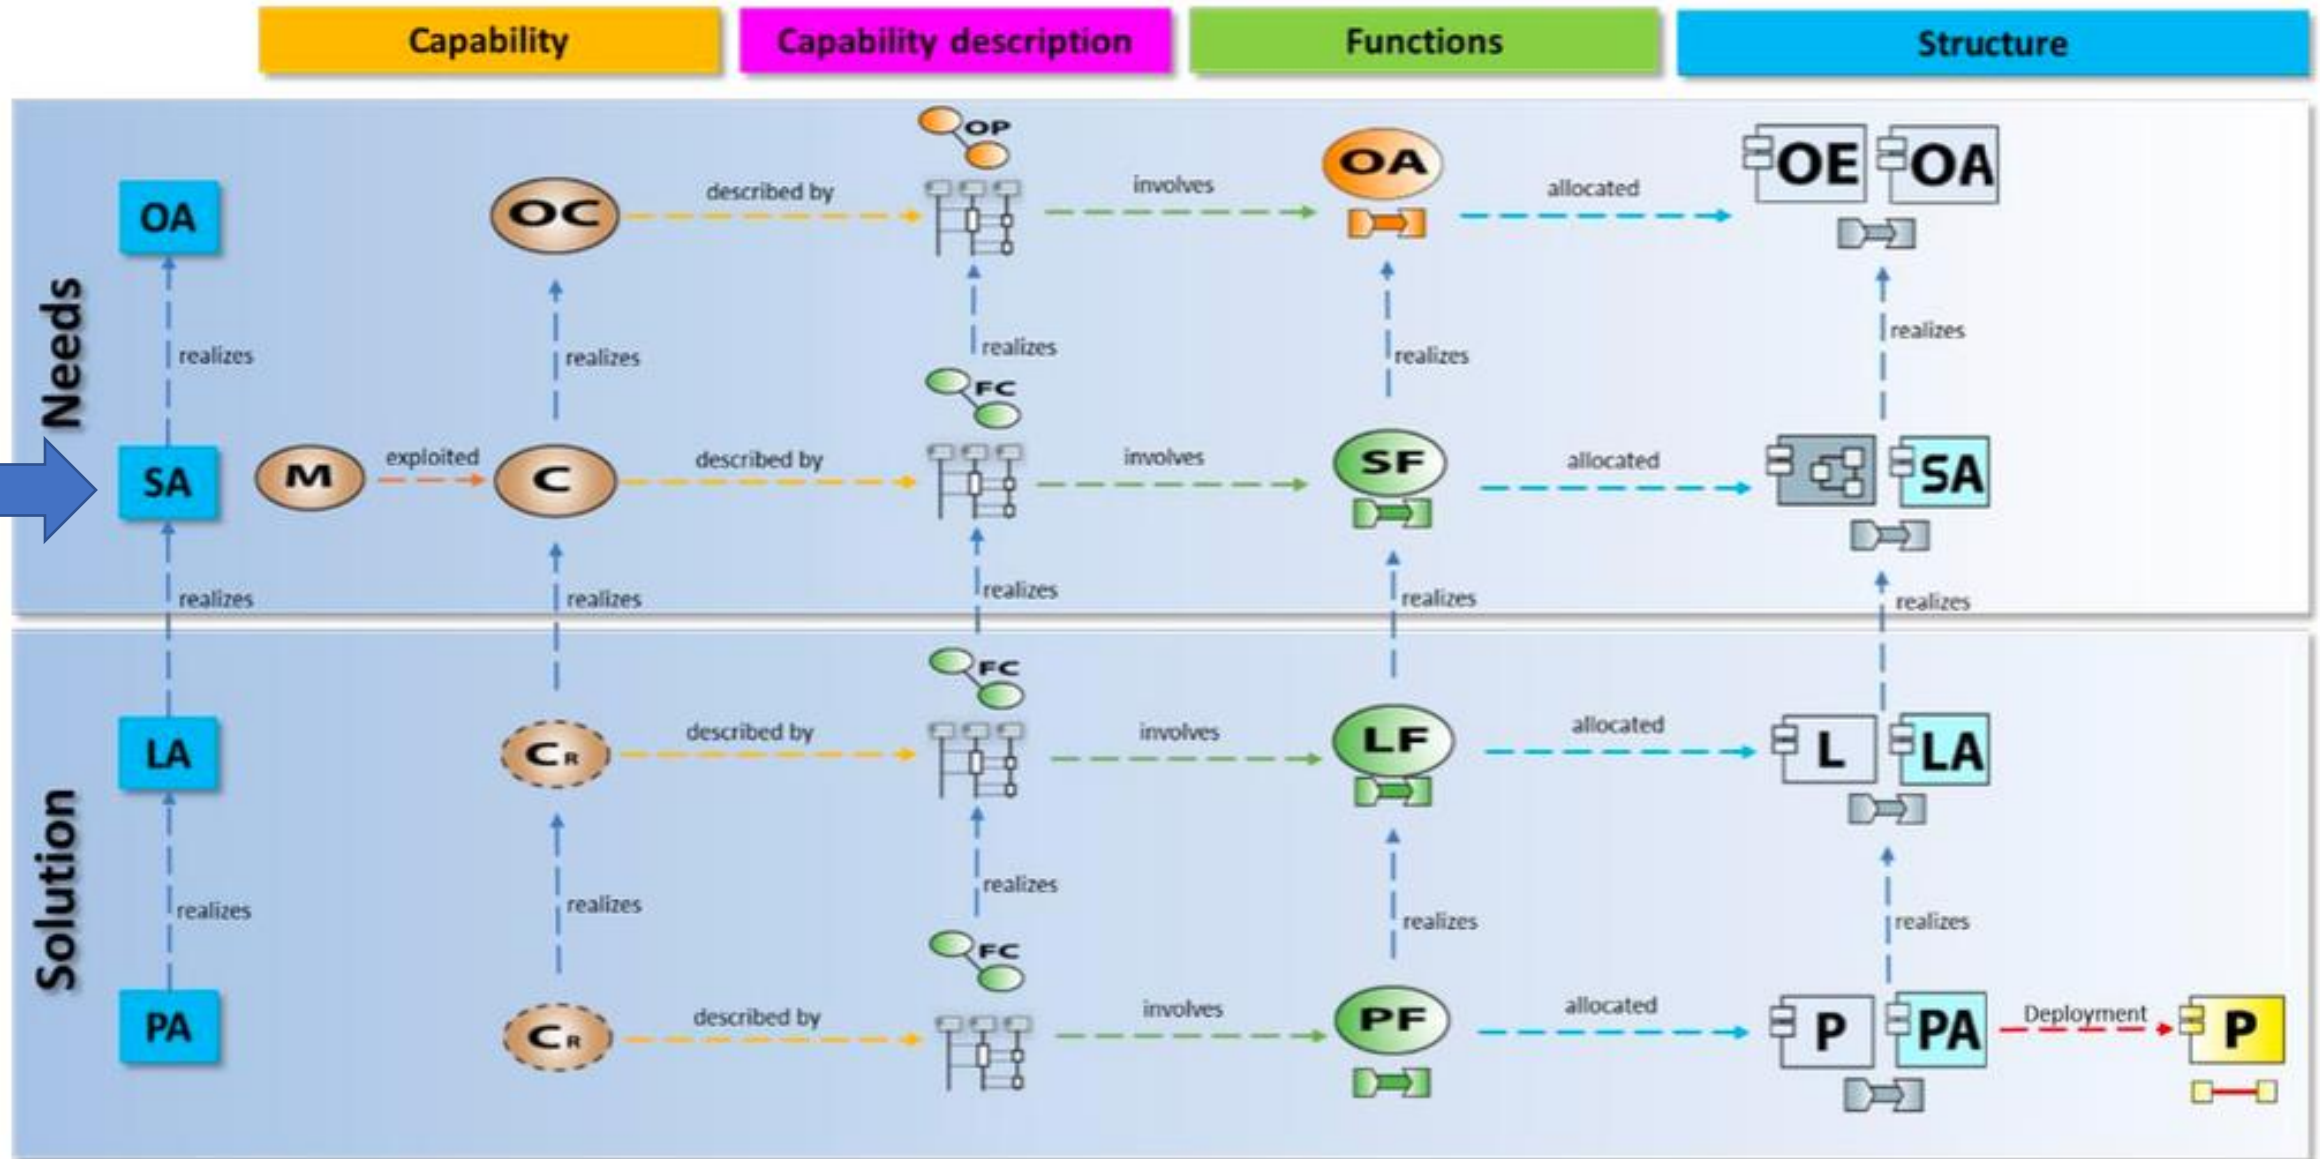 Capability
Capability description
Functions
Structure
Needs
OP
OA
OC
described by
involves
OA
allocated
OE
OA
realizes
realizes
realizes
realizes
realizes
FC
SA
M
exploited
C
described by
involves
SF
allocated
SA
realizes
realizes
realizes
realizes
realizes
Solution
FC
LA
CR
described by
involves
LF
allocated
L
LA
realizes
realizes
realizes
realizes
realizes
FC
PA
CR
described by
involves
PF
allocated
P
PA
Deployment
P